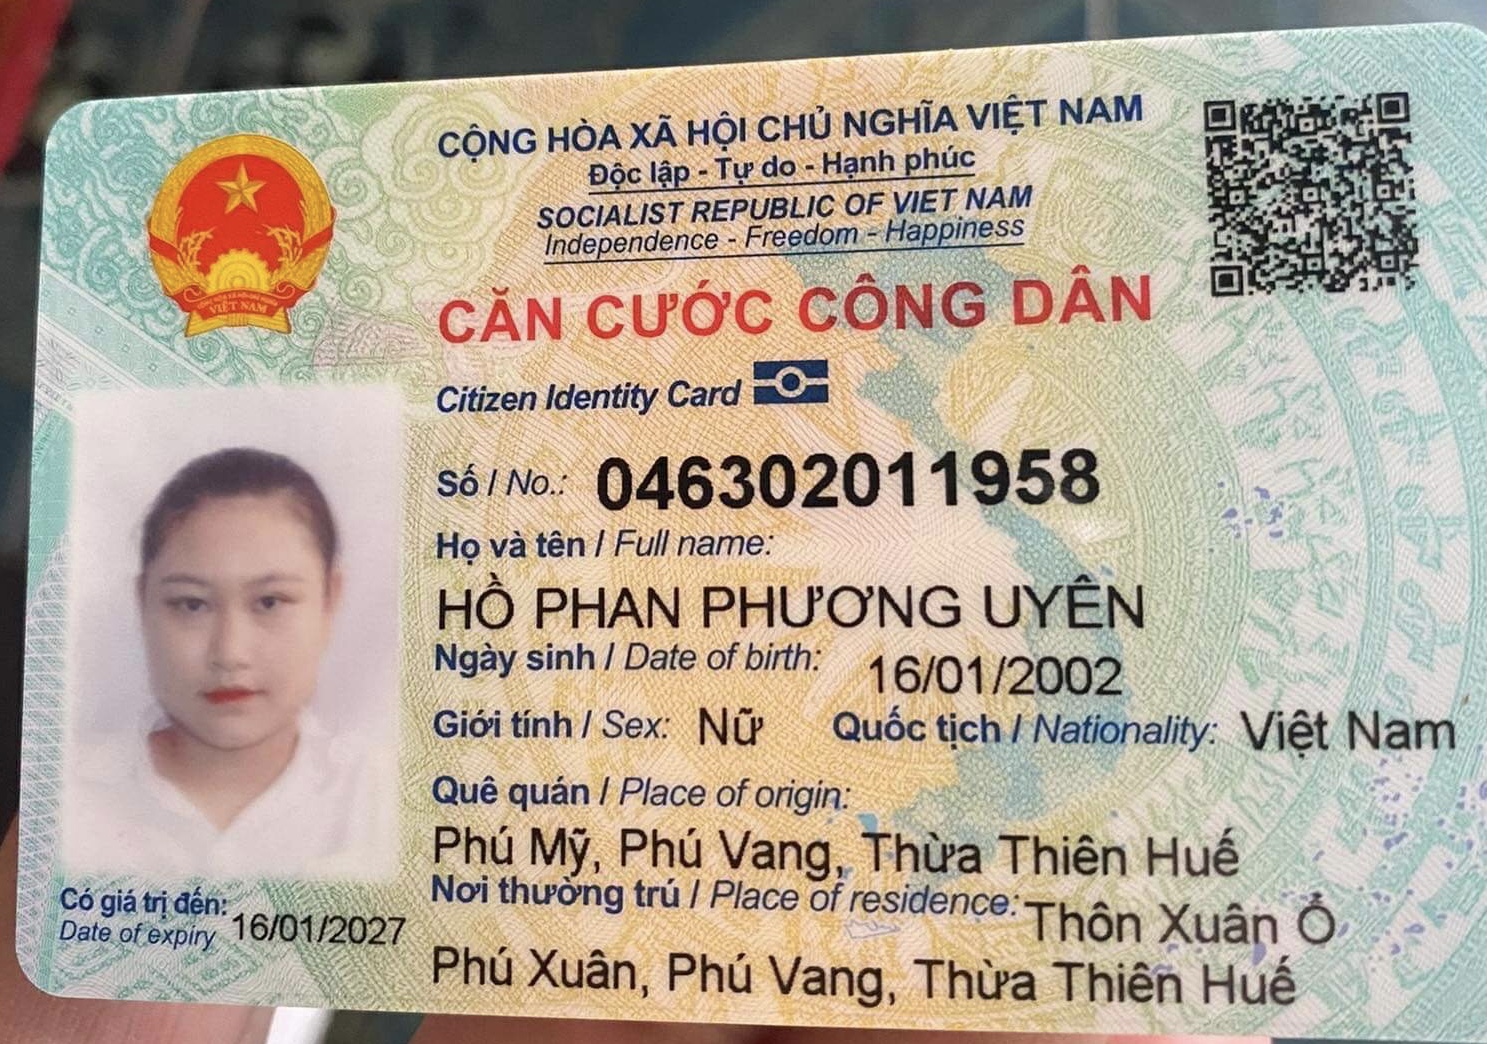 CỘNG HÒA XÃ HỘI CHỦ NGHĨA VIỆT NAM
Độc lập - Tự do - Hạnh phúc
SOCIALIST REPUBLIC OF VIET NAM
Independence - Freedom - Happiness
VIỆT NAM
CĂN CƯỚC CÔNG DÂN
Citizen Identity Card
Số / No.: 046302011958
Họ và tên / Full name:
HỒ PHAN PHƯƠNG UYÊN
Ngày sinh / Date of birth: 16/01/2002
Giới tính / Sex: Nữ Quốc tịch / Nationality: Việt Nam
Quê quán / Place of origin:
Phú Mỹ, Phú Vang, Thừa Thiên Huế
Nơi thường trú / Place of residence: Thôn Xuân Ổ
Phú Xuân, Phú Vang, Thừa Thiên Huế
Có giá trị đến: 16/01/2027
Date of expiry